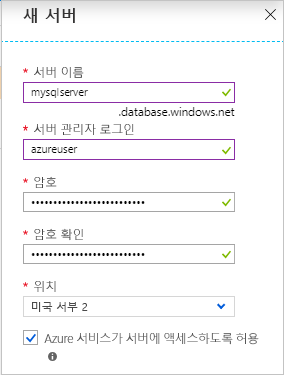 새 서버
* 서버 이름
mysqlserver
.database.windows.net
* 서버 관리자 로그인
azureuser
* 암호
••••••••••••••••••••••••••
* 암호 확인
••••••••••••••••••••••••••
* 위치
미국 서부 2
Azure 서비스가 서버에 액세스하도록 허용